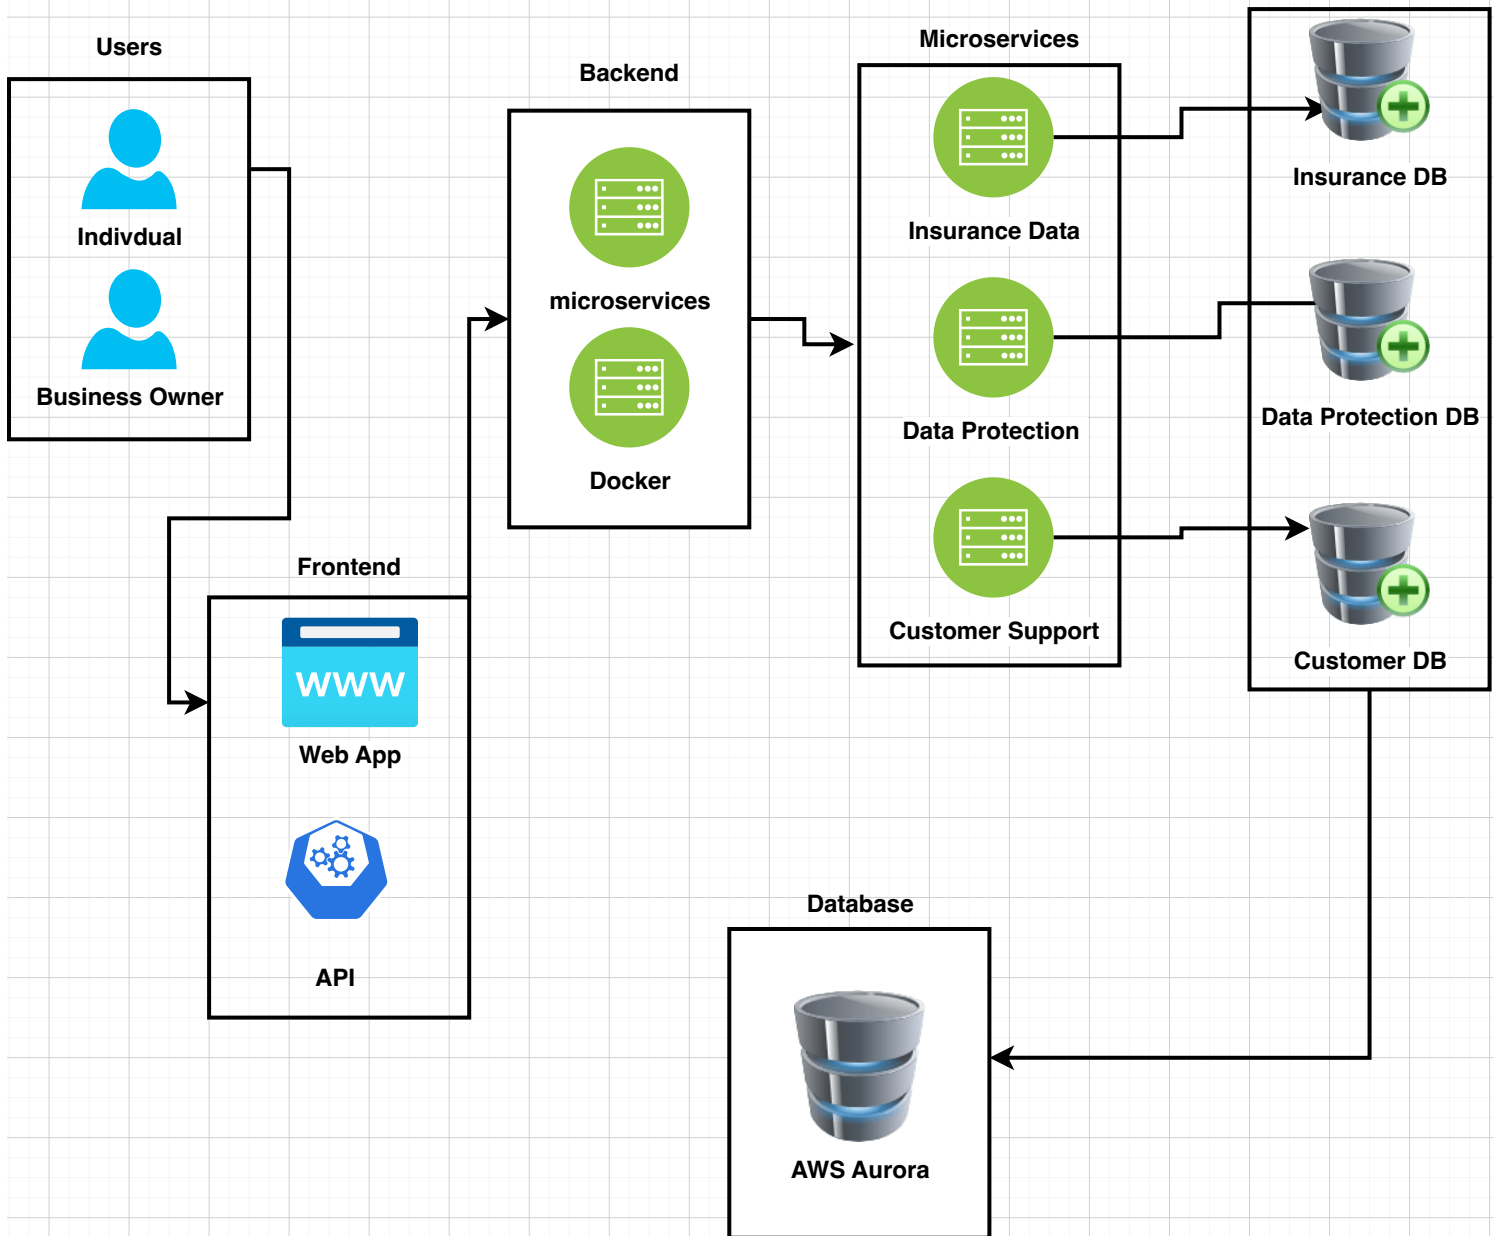 Users
Indivdual
Business Owner
Frontend
WWW
Web App
API
Backend
microservices
Docker
Microservices
Insurance Data
Data Protection
Customer Support
Insurance DB
Data Protection DB
Customer DB
Database
AWS Aurora